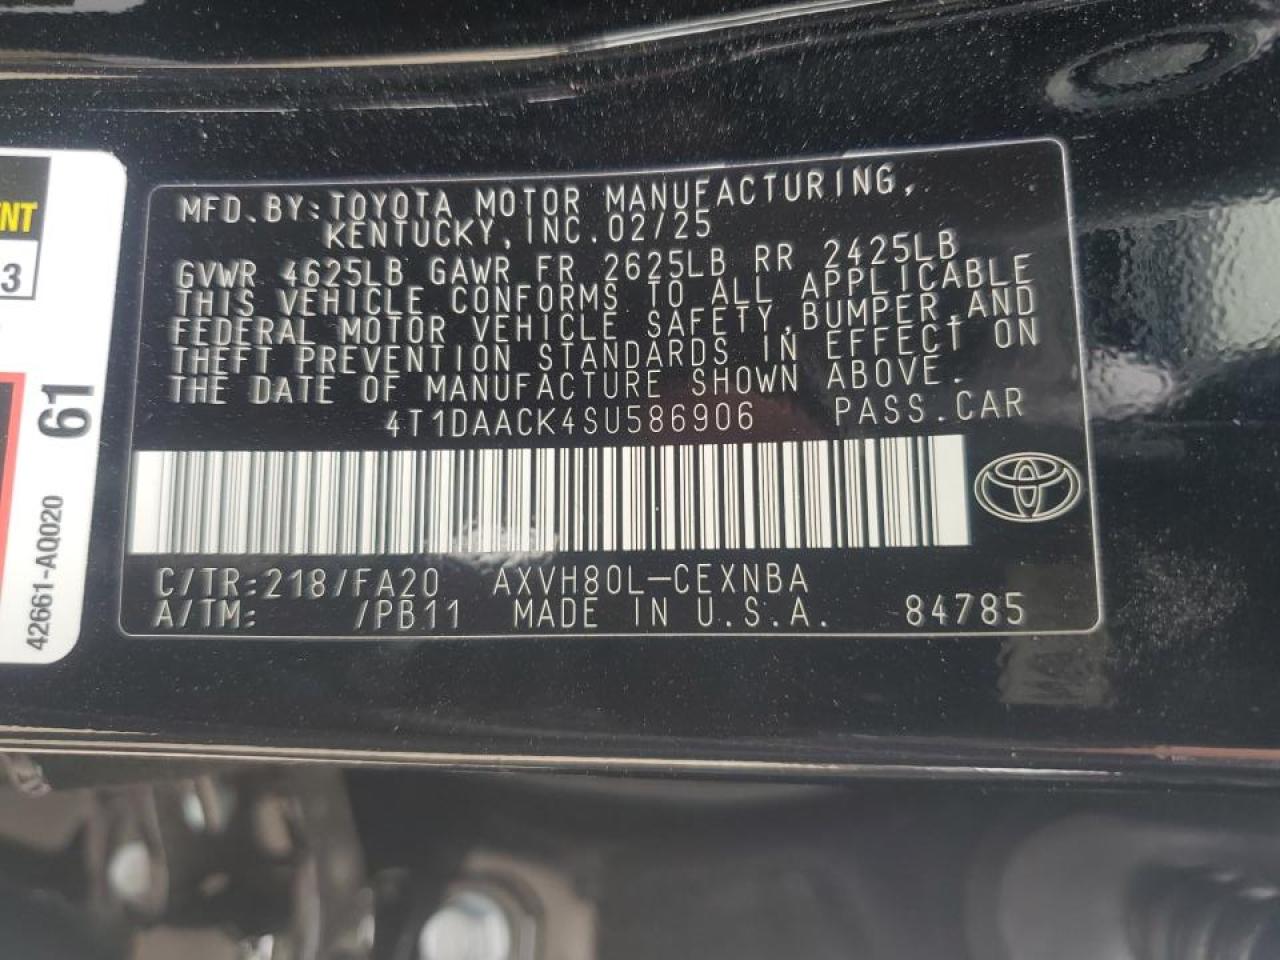 MFD.BY:TOYOTA MOTOR MANUFACTURING,
KENTUCKY,INC.02/25
GVWR 4625LB GAWR FR 2625LB RR 2425LB
THIS VEHICLE CONFORMS TO ALL APPLICABLE
FEDERAL MOTOR VEHICLE SAFETY,BUMPER,AND
THEFT PREVENTION STANDARDS IN EFFECT ON
THE DATE OF MANUFACTURE SHOWN ABOVE.
4T1DAACK4SU586906 PASS.CAR
C/TR:218/FA20 AXVH80L-CEXNBA
A/TM: /PB11 MADE IN U.S.A. 84785
61
42661-AQ020